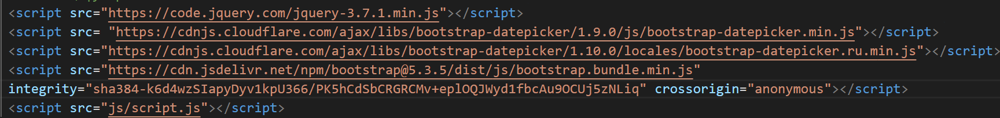 <script src="https://code.jquery.com/jquery-3.7.1.min.js"></script>
<script src= "https://cdnjs.cloudflare.com/ajax/libs/bootstrap-datepicker/1.9.0/js/bootstrap-datepicker.min.js"></script>
<script src="https://cdnjs.cloudflare.com/ajax/libs/bootstrap-datepicker/1.10.0/locales/bootstrap-datepicker.ru.min.js"></script>
<script src="https://cdn.jsdelivr.net/npm/bootstrap@5.3.5/dist/js/bootstrap.bundle.min.js"
integrity="sha384-k6d4wzSIapyDyv1kpU366/PK5hCdSbCRGRCMv+eplOQJWyd1fbcAu9OCUj5zNLiq" crossorigin="anonymous"></script>
<script src="js/script.js"></script>